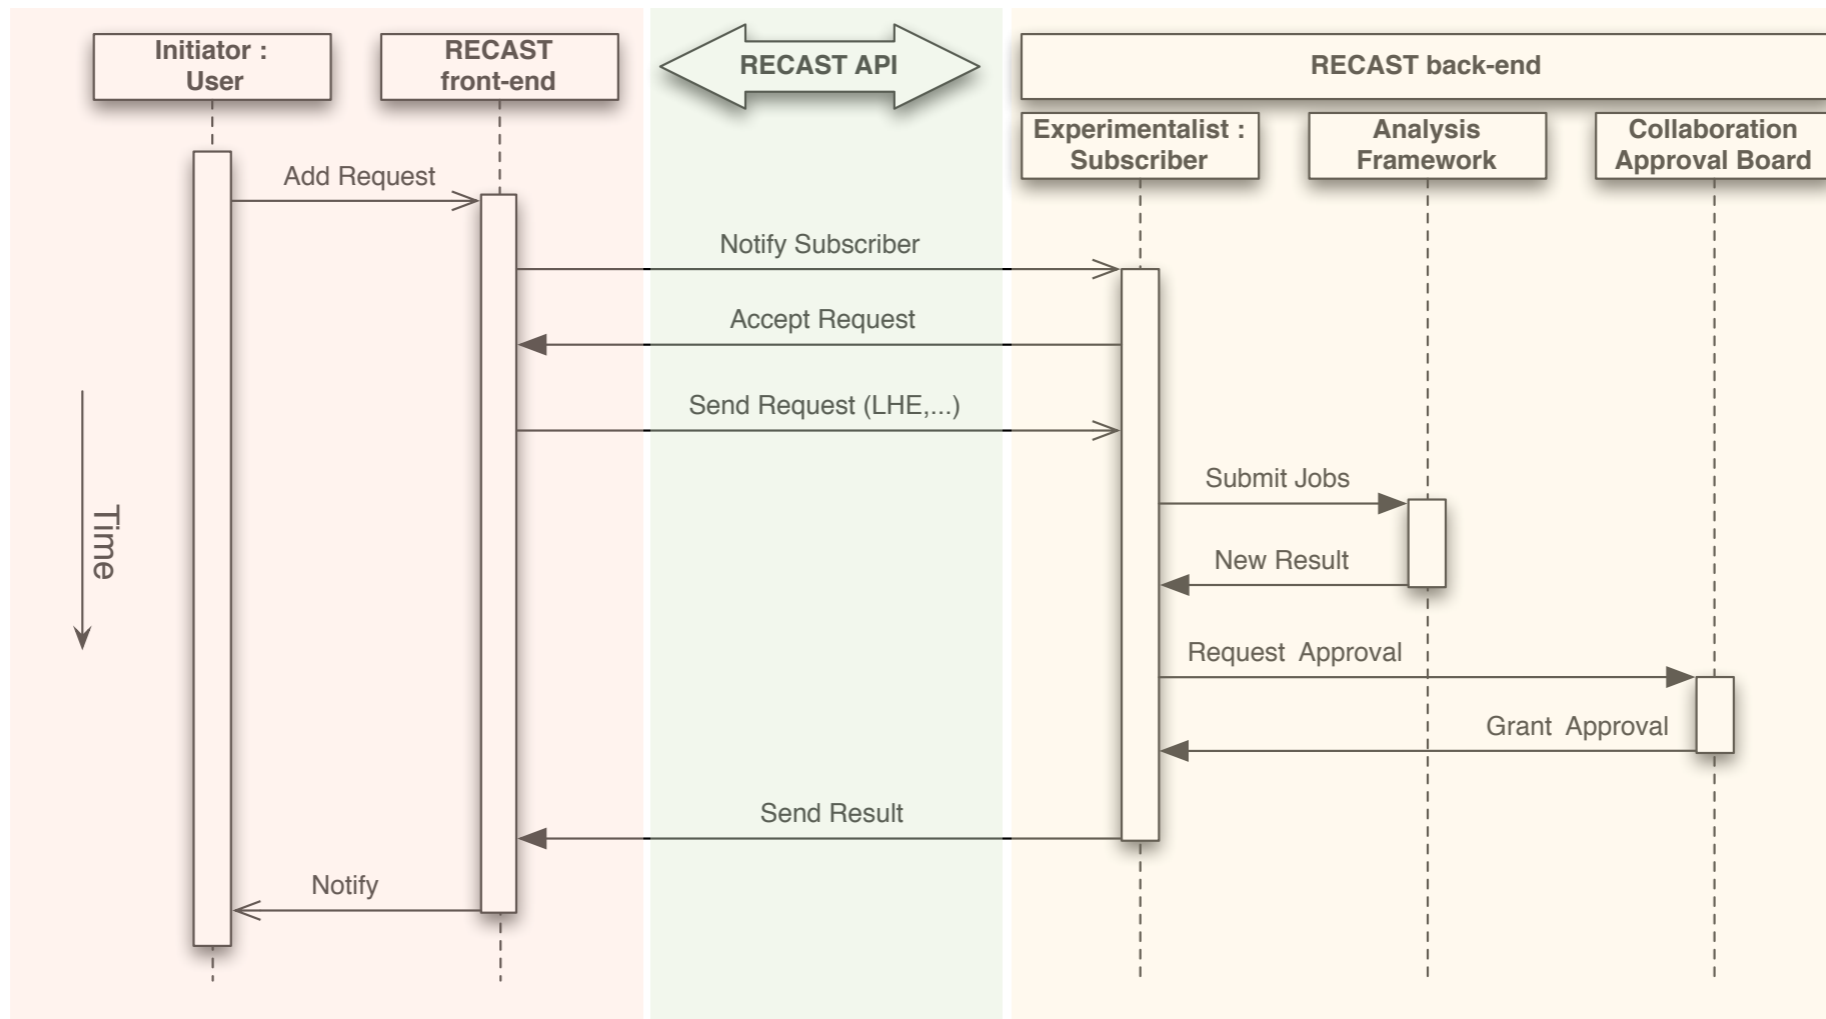 Initiator :
User
RECAST
front-end
RECAST API
RECAST back-end
Experimentalist :
Subscriber
Analysis
Framework
Collaboration
Approval Board
Add Request
Notify Subscriber
Accept Request
Send Request (LHE,...)
Submit Jobs
Time
New Result
Request Approval
Grant Approval
Send Result
Notify